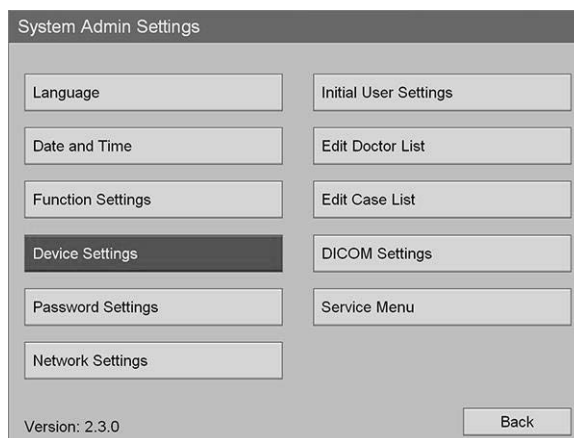 System Admin Settings
Language
Date and Time
Function Settings
Device Settings
Password Settings
Network Settings
Initial User Settings
Edit Doctor List
Edit Case List
DICOM Settings
Service Menu
Version: 2.3.0
Back